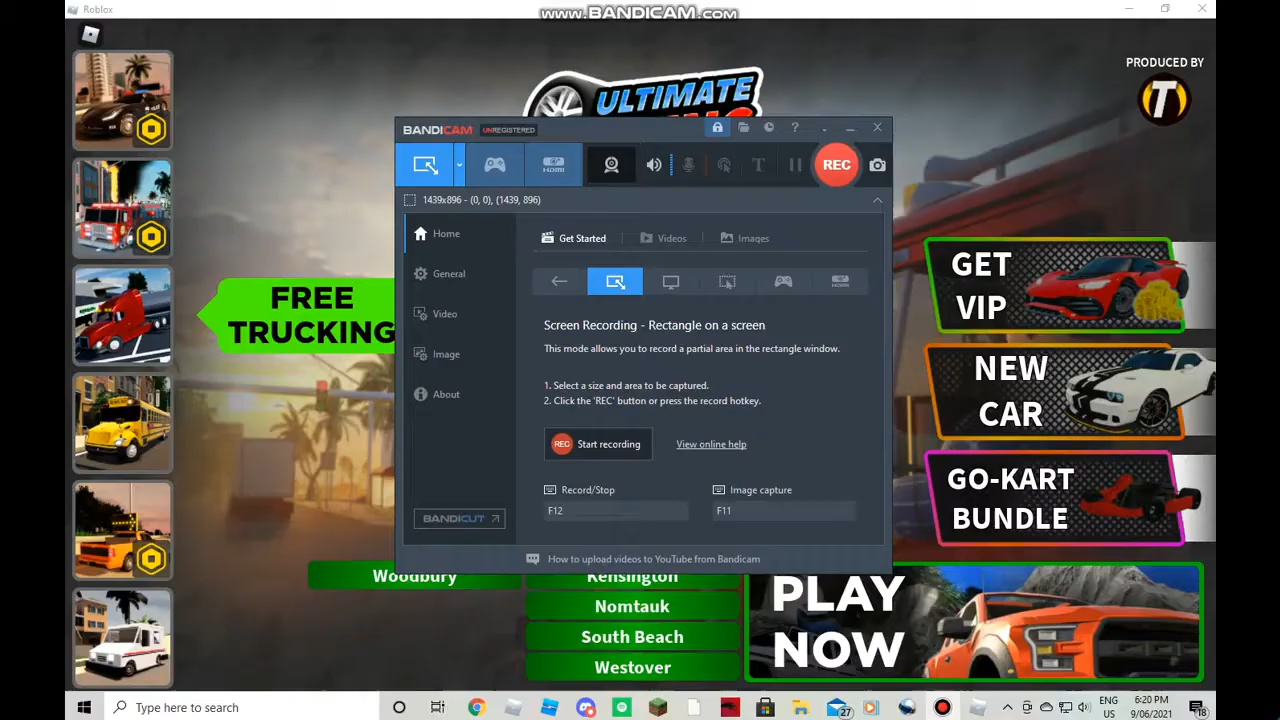 Roblox
www.BANDICAM.com
PRODUCED BY
T
ULTIMATE
BANDICAM UNREGISTERED
HDMI
T
REC
1439x896 - (0, 0), (1439, 896)
Home
General
Video
Image
About
BANDICUT
Get Started
Videos
Images
HDMI
Screen Recording - Rectangle on a screen
This mode allows you to record a partial area in the rectangle window.
1. Select a size and area to be captured.
2. Click the 'REC' button or press the record hotkey.
REC Start recording
View online help
Record/Stop
Image capture
F12
F11
How to upload videos to YouTube from Bandicam
FREE
TRUCKING
GET
VIP
NEW
CAR
GO-KART
BUNDLE
Woodbury
Kensington
Nomtauk
South Beach
Westover
PLAY
NOW
Type here to search
27
ENG
US
6:20 PM
9/06/2021
18